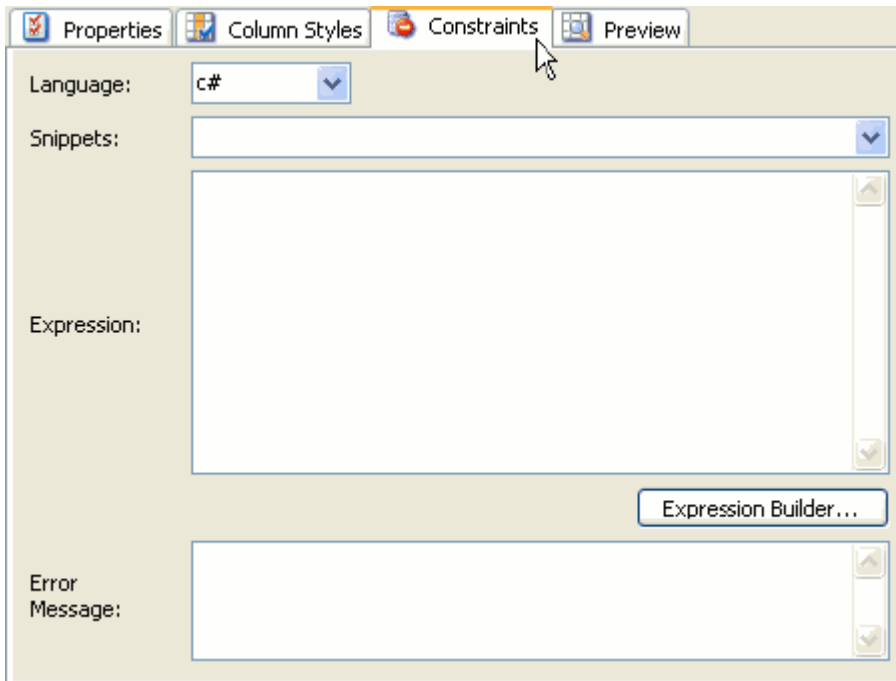 Properties Column Styles Constraints Preview
Language: c#
Snippets:
Expression:
Expression Builder...
Error
Message: